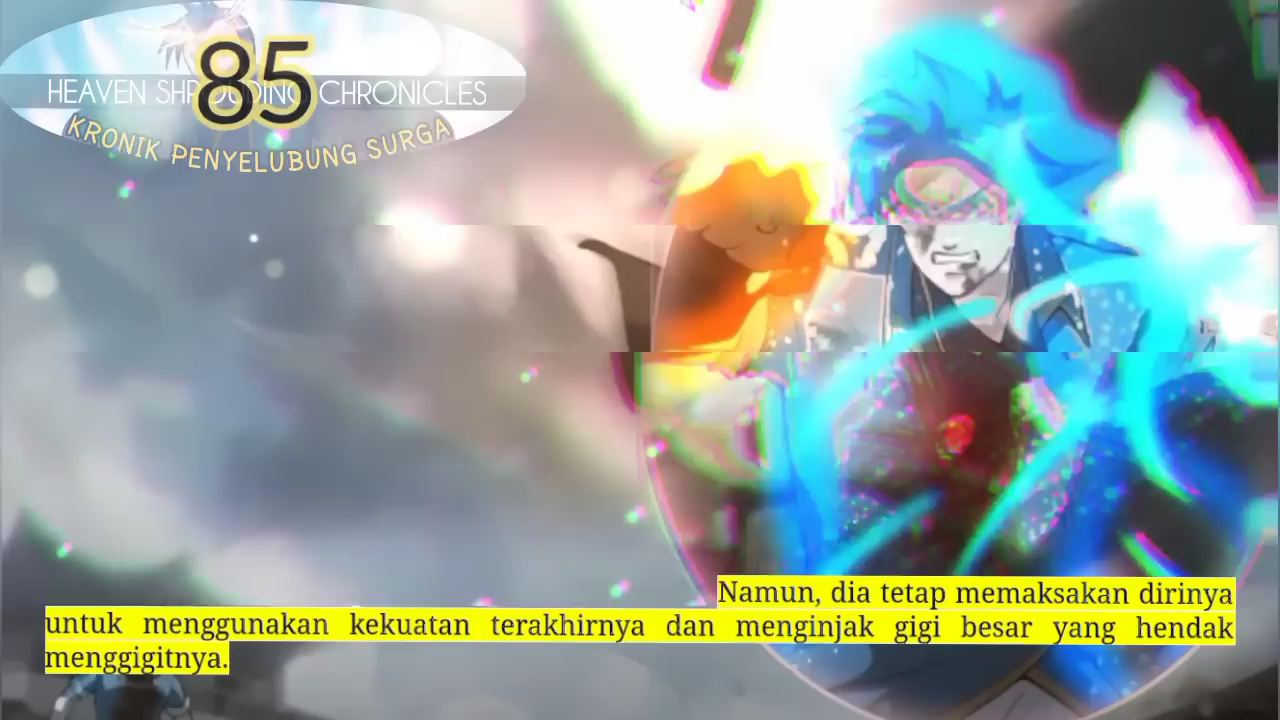 85
HEAVEN SHROUDING CHRONICLES
KRONIK PENYELUBUNG SURGA
Namun, dia tetap memaksakan dirinya
untuk menggunakan kekuatan terakhirnya dan menginjak gigi besar yang hendak
menggigitnya.